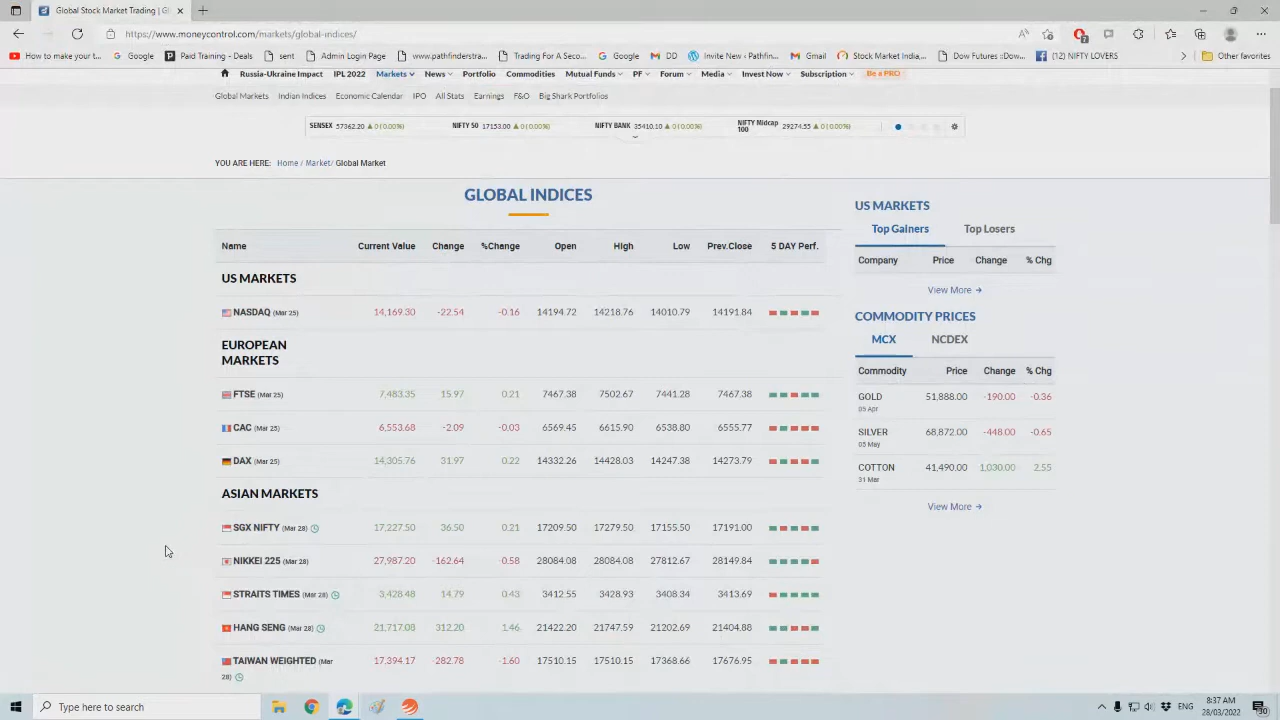 Global Stock Market Trading | Gl
https://www.moneycontrol.com/markets/global-indices/
How to make your t... Google Paid Training - Deals sent www.pathfinderstra... Trading For A Seco... Google DD Invite New : Pathfin... Gmail Stock Market India,... Dow Futures ::Dow... (12) NIFTY LOVERS Other favorites
Russia-Ukraine Impact IPL 2022 Markets News Portfolio Commodities Mutual Funds PF Forum Media Invest Now Subscription Be a PRO
Global Markets Indian Indices Economic Calendar IPO All Stats Earnings F&O Big Shark Portfolios
SENSEX 57362.20 ▲ 0 (0.00%) NIFTY 50 17153.00 ▲ 0 (0.00%) NIFTY BANK 35410.10 ▲ 0 (0.00%) NIFTY Midcap 100 29274.55 ▲ 0 (0.00%)
YOU ARE HERE: Home / Market/ Global Market
GLOBAL INDICES
Name Current Value Change %Change Open High Low Prev.Close 5 DAY Perf.
US MARKETS
NASDAQ (Mar 25) 14,169.30 -22.54 -0.16 14194.72 14218.76 14010.79 14191.84
EUROPEAN
MARKETS
FTSE (Mar 25) 7,483.35 15.97 0.21 7467.38 7502.67 7441.28 7467.38
CAC (Mar 25) 6,553.68 -2.09 -0.03 6569.45 6615.90 6538.80 6555.77
DAX (Mar 25) 14,305.76 31.97 0.22 14332.26 14428.03 14247.38 14273.79
ASIAN MARKETS
SGX NIFTY (Mar 28) 17,227.50 36.50 0.21 17209.50 17279.50 17155.50 17191.00
NIKKEI 225 (Mar 28) 27,987.20 -162.64 -0.58 28084.08 28084.08 27812.67 28149.84
STRAITS TIMES (Mar 28) 3,428.48 14.79 0.43 3412.55 3428.93 3408.34 3413.69
HANG SENG (Mar 28) 21,717.08 312.20 1.46 21422.20 21747.59 21202.69 21404.88
TAIWAN WEIGHTED (Mar 17,394.17 -282.78 -1.60 17510.15 17510.15 17368.66 17676.95
28)
US MARKETS
Top Gainers Top Losers
Company Price Change % Chg
View More →
COMMODITY PRICES
MCX NCDEX
Commodity Price Change % Chg
GOLD 51,888.00 -190.00 -0.36
05 Apr
SILVER 68,872.00 -448.00 -0.65
05 May
COTTON 41,490.00 1,030.00 2.55
31 Mar
View More →
Type here to search
ENG 8:37 AM
28/03/2022
30